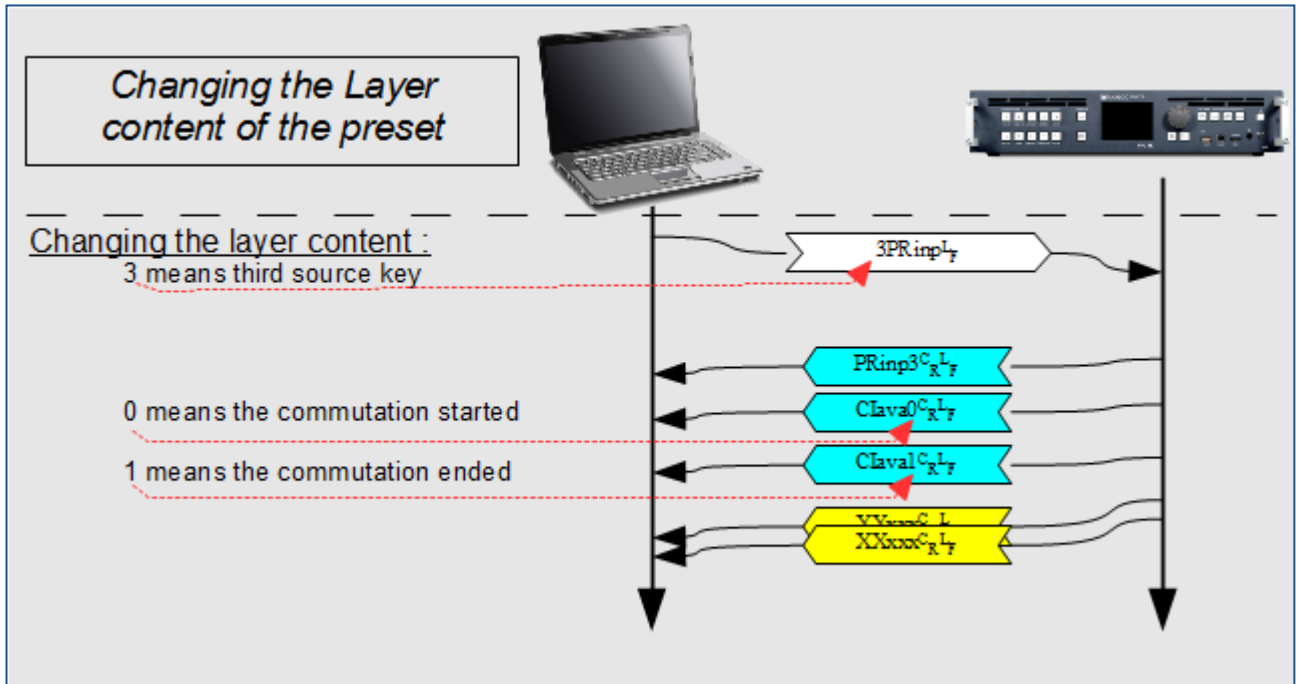 Changing the Layer
content of the preset
Changing the layer content :
3 means third source key
3PRinpLF
PRinp3CRLF
0 means the commutation started
CIava0CRLF
1 means the commutation ended
CIava1CRLF
XXxxxCRLF